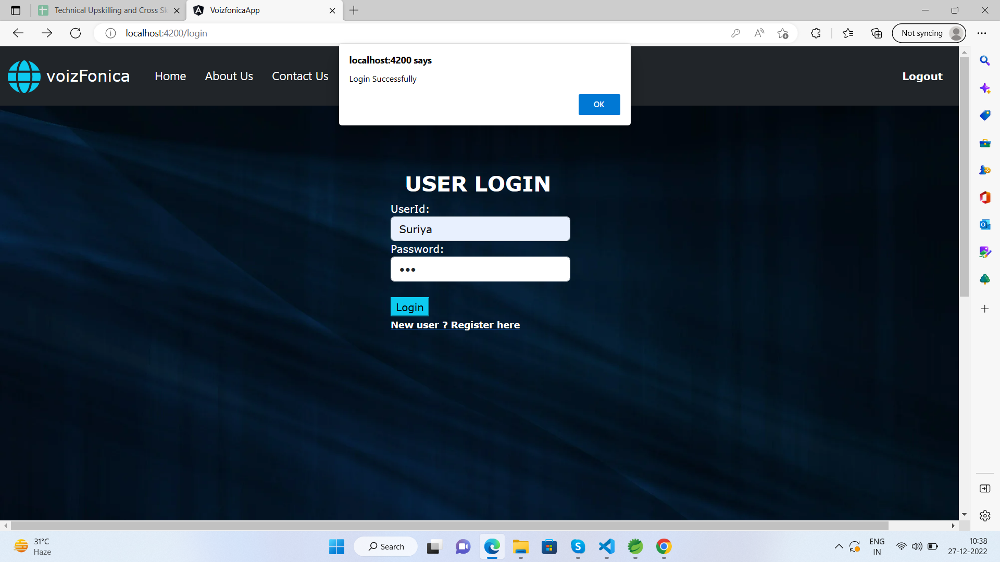 Technical Upskilling and Cross Sk
VoizfonicaApp
localhost:4200/login
Not syncing
localhost:4200 says
Login Successfully
OK
voizFonica
Home
About Us
Contact Us
Logout
USER LOGIN
UserId:
Suriya
Password:
Login
New user ? Register here
31°C
Haze
Search
ENG
IN
10:38
27-12-2022